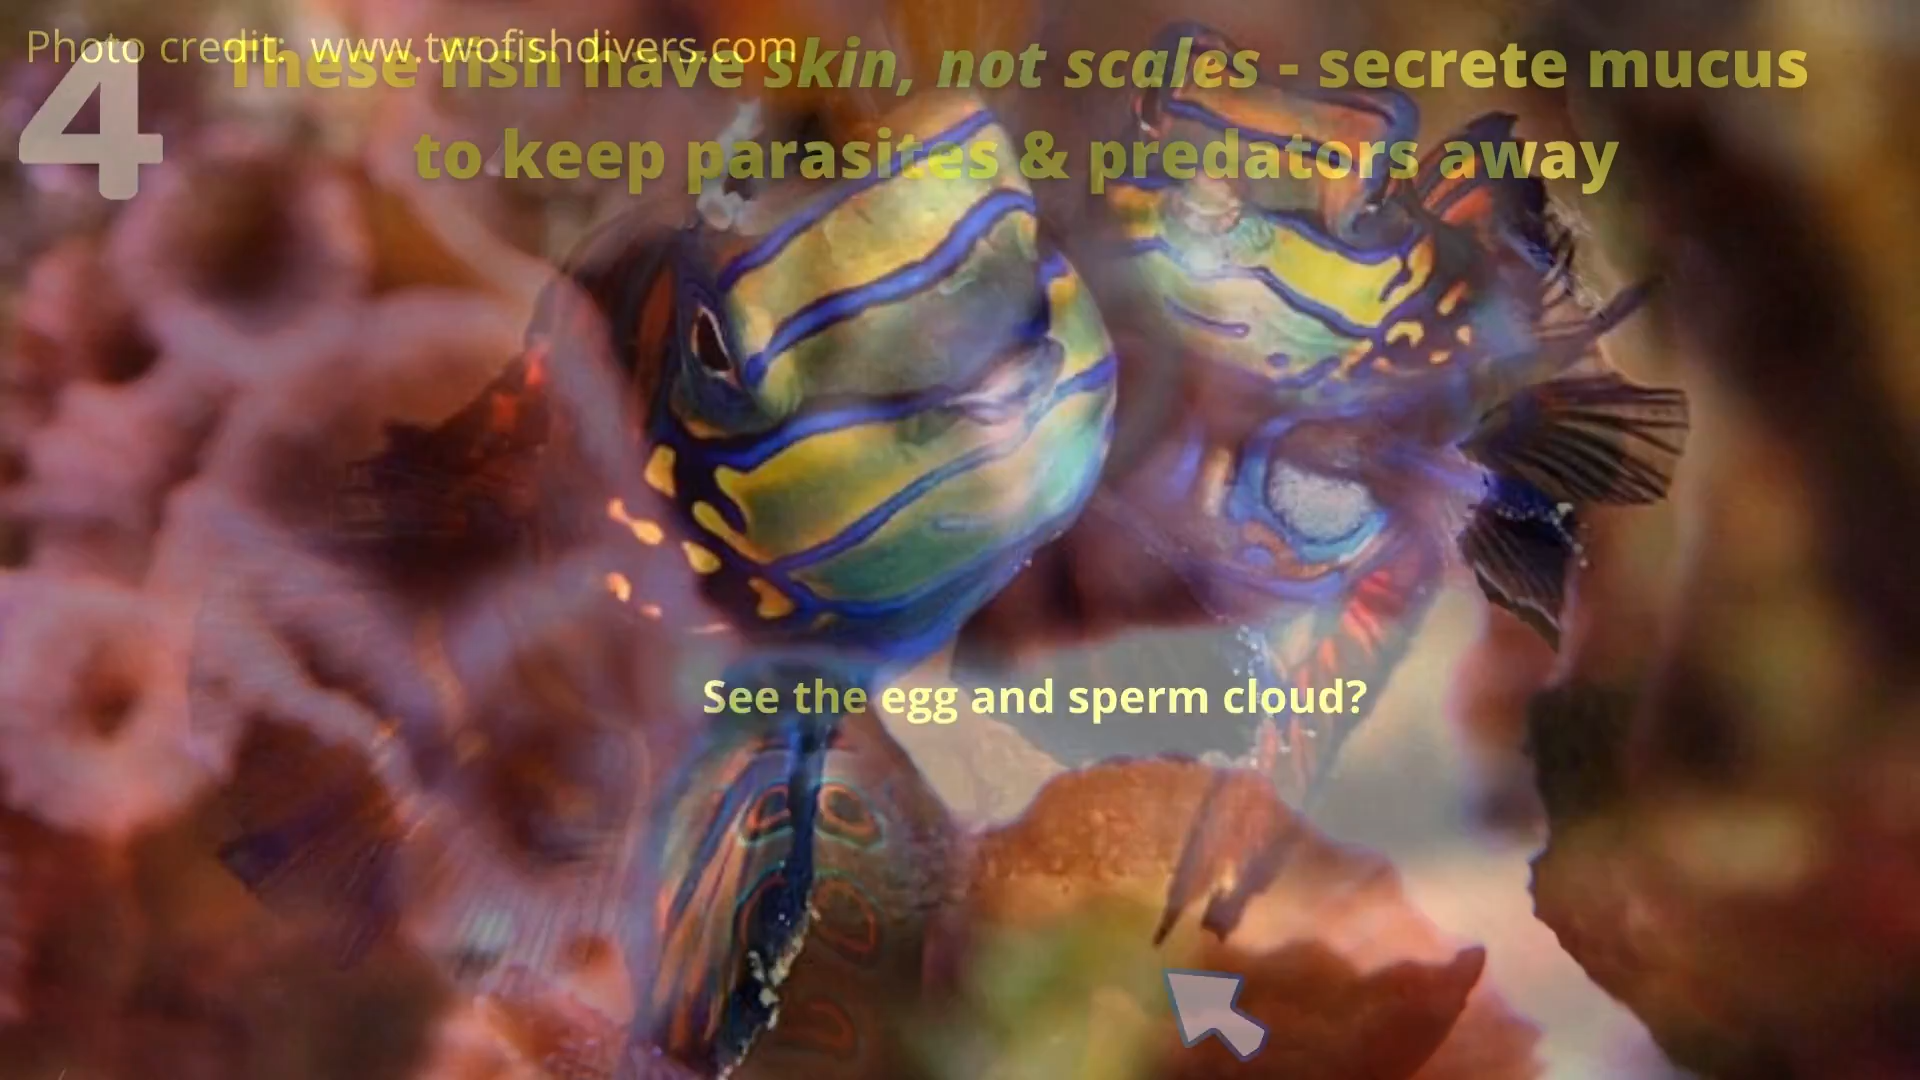 Photo credit:  www.twofishdivers.com
4
These fish have skin, not scales - secrete mucus
to keep parasites & predators away
See the egg and sperm cloud?